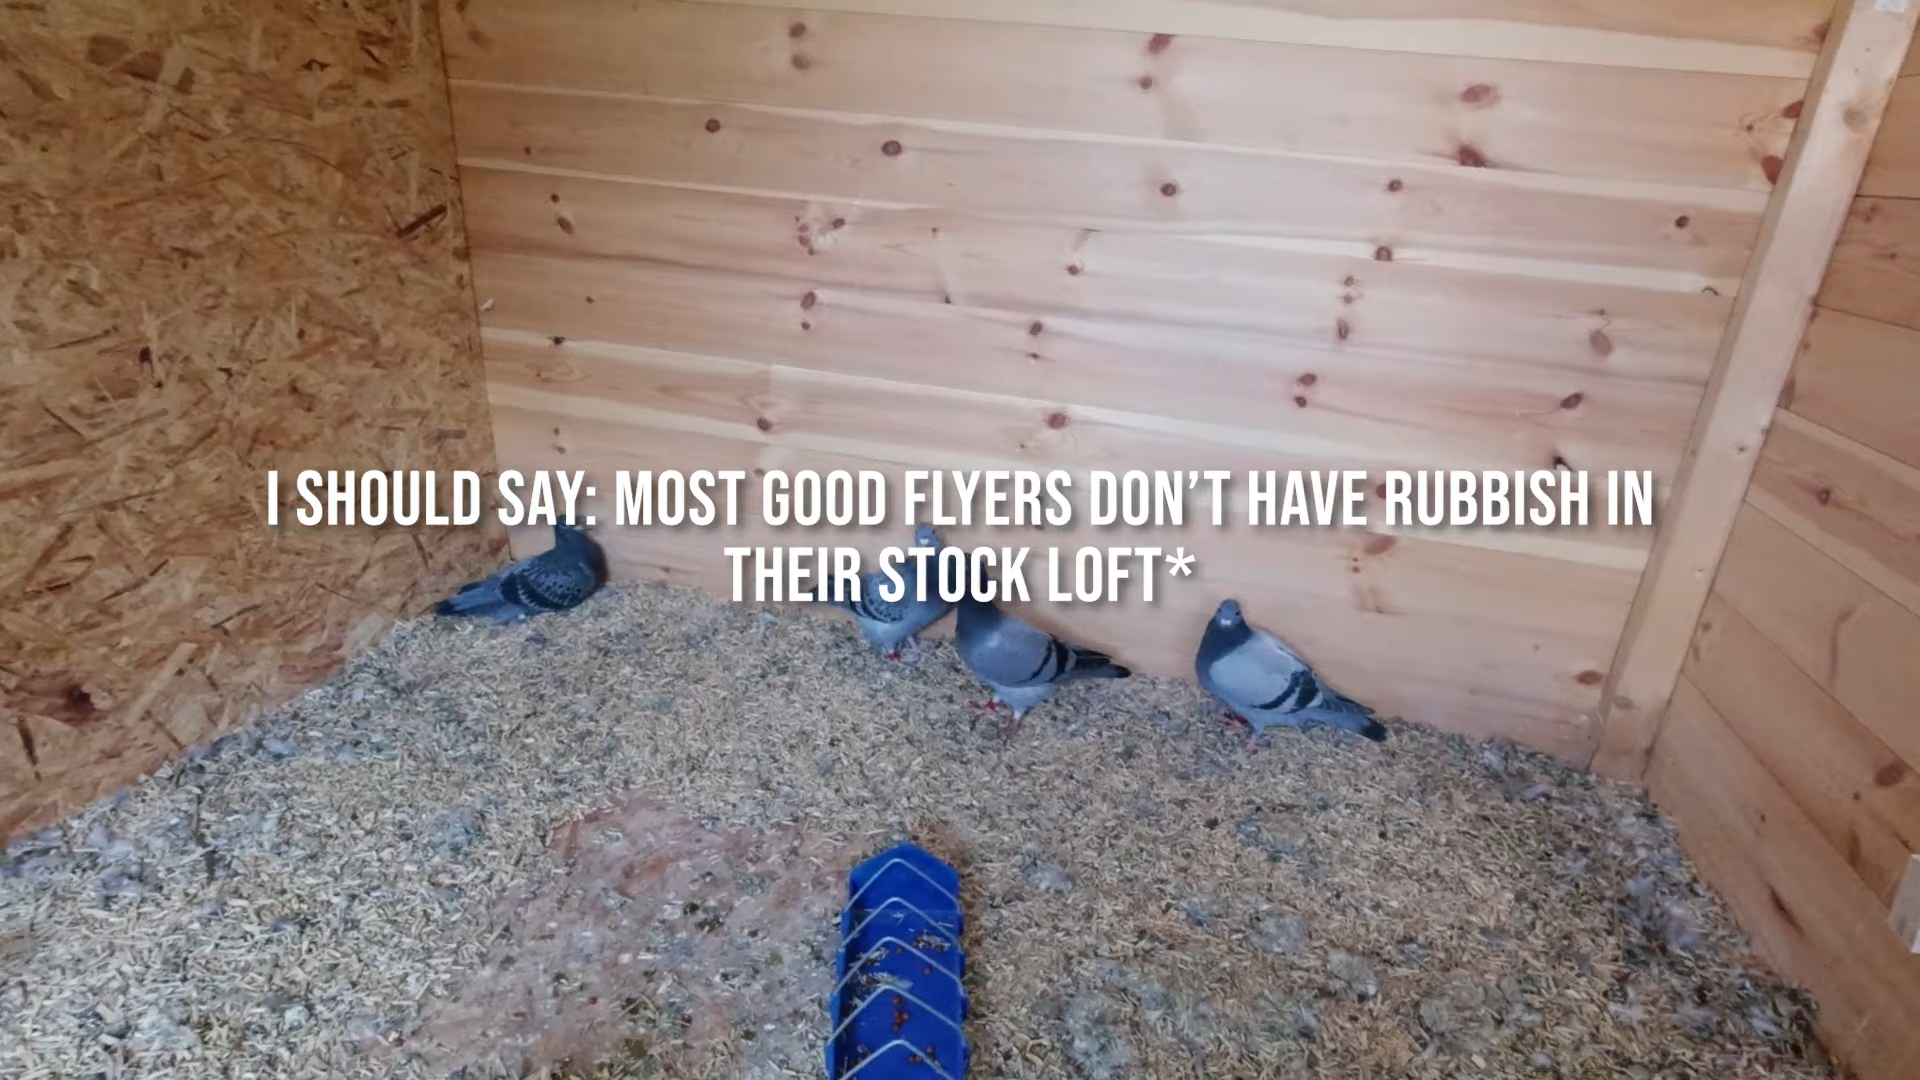 I SHOULD SAY: MOST GOOD FLYERS DON’T HAVE RUBBISH IN
THEIR STOCK LOFT*